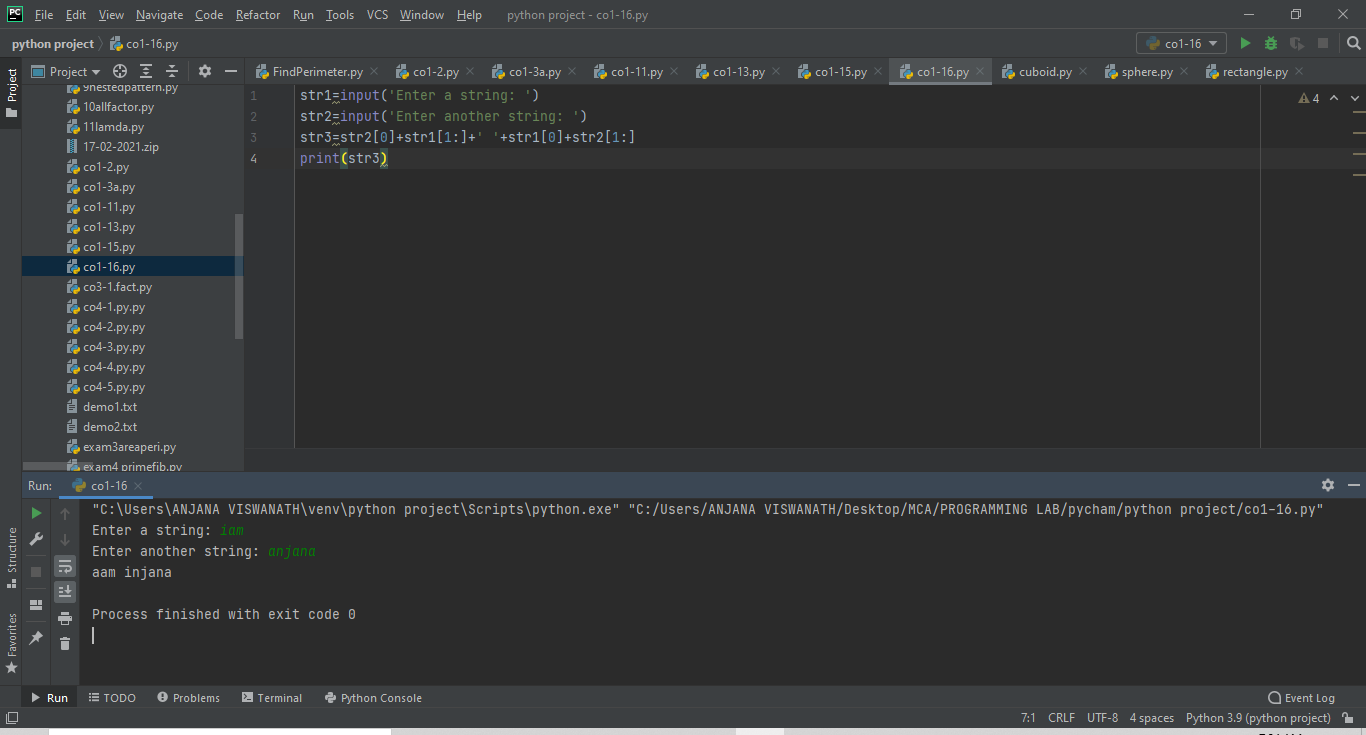 PC File Edit View Navigate Code Refactor Run Tools VCS Window Help python project - co1-16.py
python project co1-16.py co1-16
Project
Project FindPerimeter.py co1-2.py co1-3a.py co1-11.py co1-13.py co1-15.py co1-16.py cuboid.py sphere.py rectangle.py
9nestedpattern.py
10allfactor.py
11lamda.py
17-02-2021.zip
co1-2.py
co1-3a.py
co1-11.py
co1-13.py
co1-15.py
co1-16.py
co3-1.fact.py
co4-1.py.py
co4-2.py.py
co4-3.py.py
co4-4.py.py
co4-5.py.py
demo1.txt
demo2.txt
exam3areaperi.py
exam4 primefib.py
1 str1=input('Enter a string: ')
2 str2=input('Enter another string: ')
3 str3=str2[0]+str1[1:]+' '+str1[0]+str2[1:]
4 print(str3)
4
Run: co1-16
"C:\Users\ANJANA VISWANATH\venv\python project\Scripts\python.exe" "C:/Users/ANJANA VISWANATH/Desktop/MCA/PROGRAMMING LAB/pycham/python project/co1-16.py"
Enter a string: iam
Enter another string: anjana
aam injana
Process finished with exit code 0
Structure
Favorites
Run TODO Problems Terminal Python Console Event Log
7:1 CRLF UTF-8 4 spaces Python 3.9 (python project)